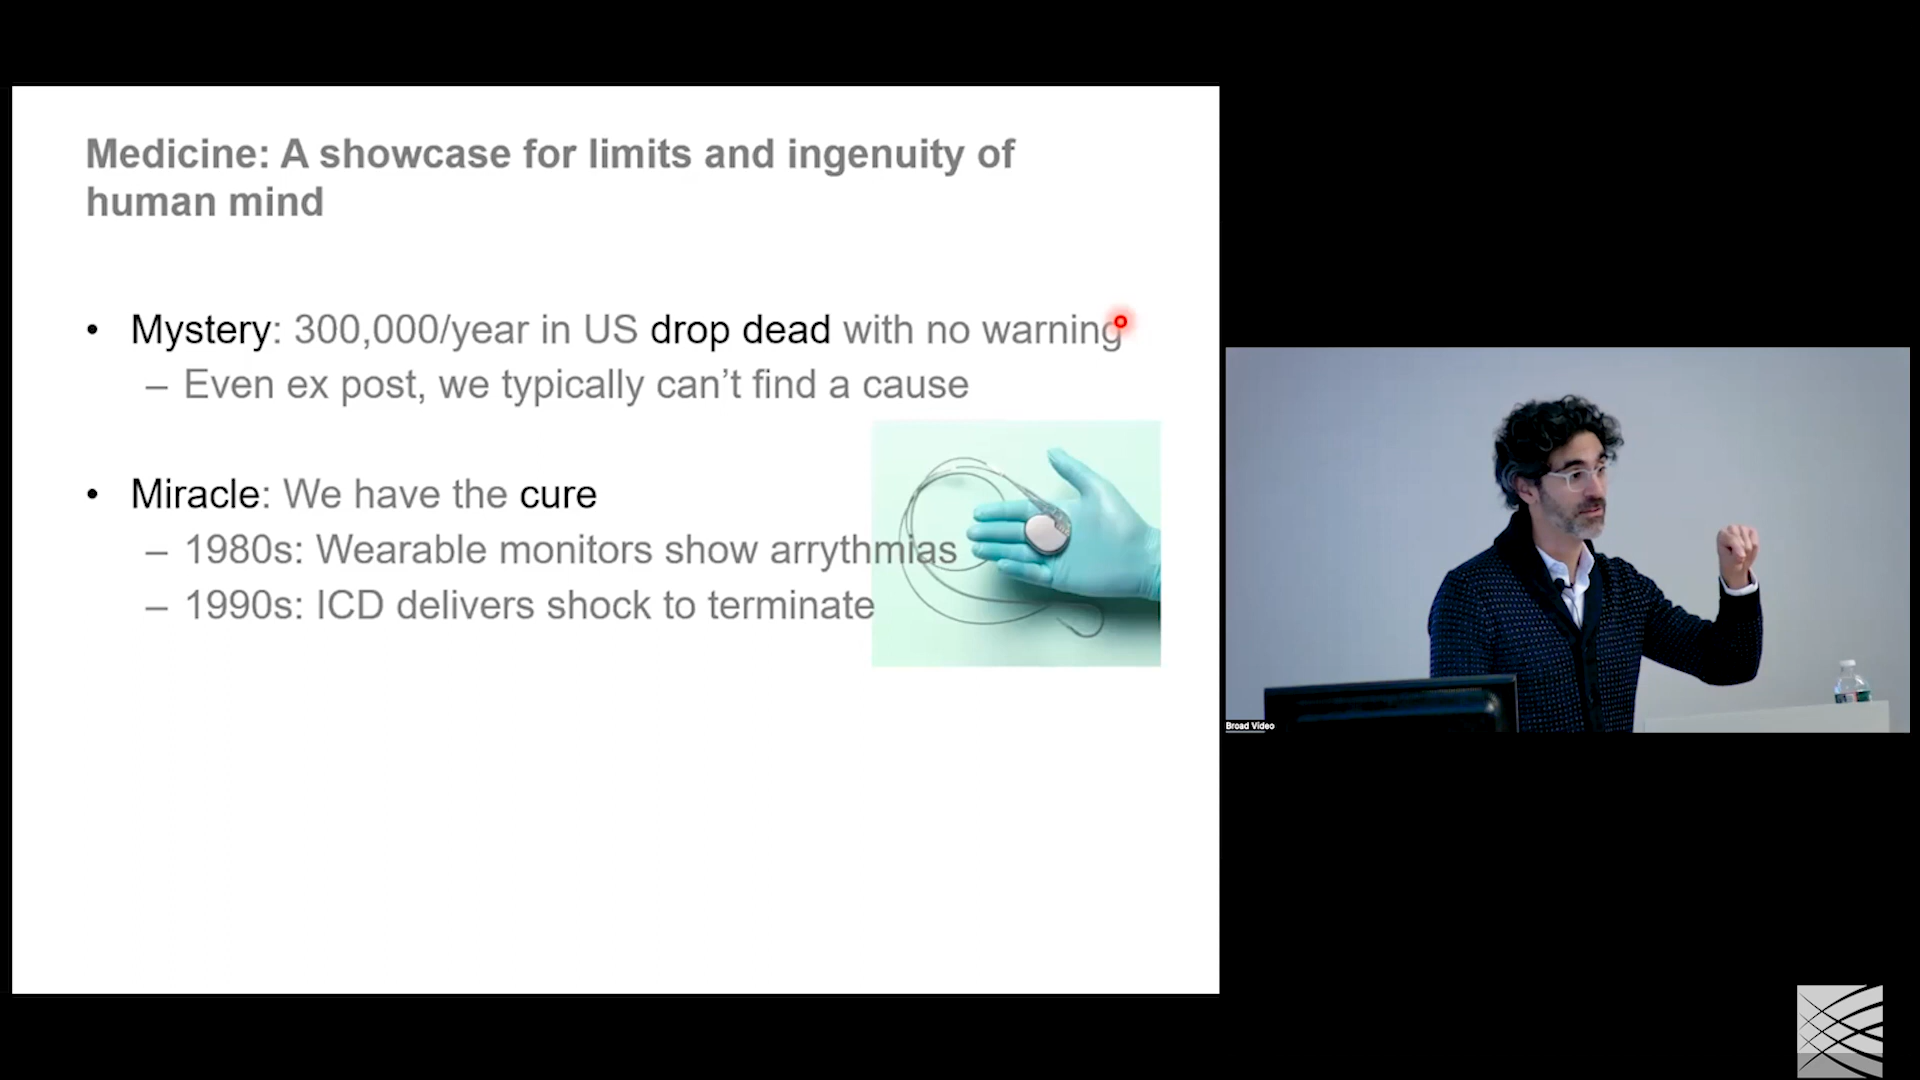 Medicine: A showcase for limits and ingenuity of
human mind
• Mystery: 300,000/year in US drop dead with no warning
– Even ex post, we typically can’t find a cause
• Miracle: We have the cure
– 1980s: Wearable monitors show arrythmias
– 1990s: ICD delivers shock to terminate
Broad Video